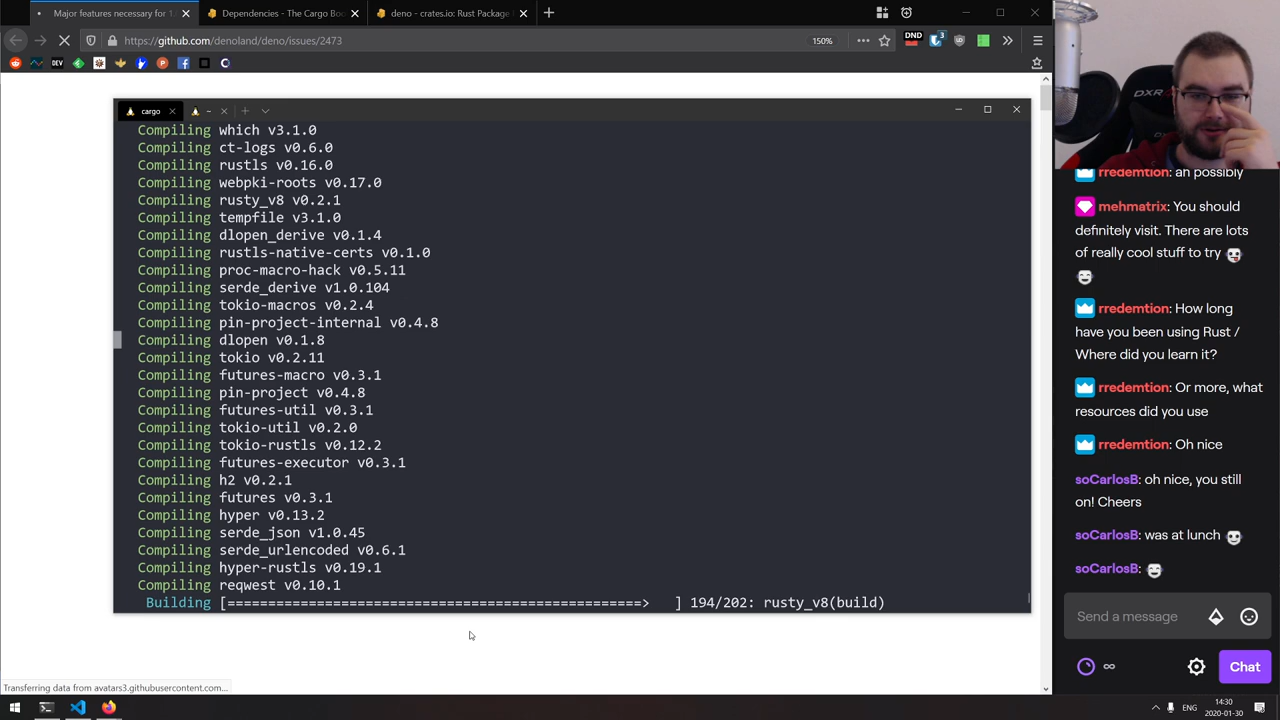 Major features necessary for 1.
Dependencies - The Cargo Boo
deno - crates.io: Rust Package
https://github.com/denoland/deno/issues/2473
150%
DND
3
DEV
cargo
~
Compiling which v3.1.0
Compiling ct-logs v0.6.0
Compiling rustls v0.16.0
Compiling webpki-roots v0.17.0
Compiling rusty_v8 v0.2.1
Compiling tempfile v3.1.0
Compiling dlopen_derive v0.1.4
Compiling rustls-native-certs v0.1.0
Compiling proc-macro-hack v0.5.11
Compiling serde_derive v1.0.104
Compiling tokio-macros v0.2.4
Compiling pin-project-internal v0.4.8
Compiling dlopen v0.1.8
Compiling tokio v0.2.11
Compiling futures-macro v0.3.1
Compiling pin-project v0.4.8
Compiling futures-util v0.3.1
Compiling tokio-util v0.2.0
Compiling tokio-rustls v0.12.2
Compiling futures-executor v0.3.1
Compiling h2 v0.2.1
Compiling futures v0.3.1
Compiling hyper v0.13.2
Compiling serde_json v1.0.45
Compiling serde_urlencoded v0.6.1
Compiling hyper-rustls v0.19.1
Compiling reqwest v0.10.1
Building [===================================================> ] 194/202: rusty_v8(build)
Transferring data from avatars3.githubusercontent.com...
DXR
rredemtion: ah possibly
mehmatrix: You should
definitely visit. There are lots
of really cool stuff to try
rredemtion: How long
have you been using Rust /
Where did you learn it?
rredemtion: Or more, what
resources did you use
rredemtion: Oh nice
soCarlosB: oh nice, you still
on! Cheers
soCarlosB: was at lunch
soCarlosB:
Send a message
∞
Chat
ENG
14:30
2020-01-30